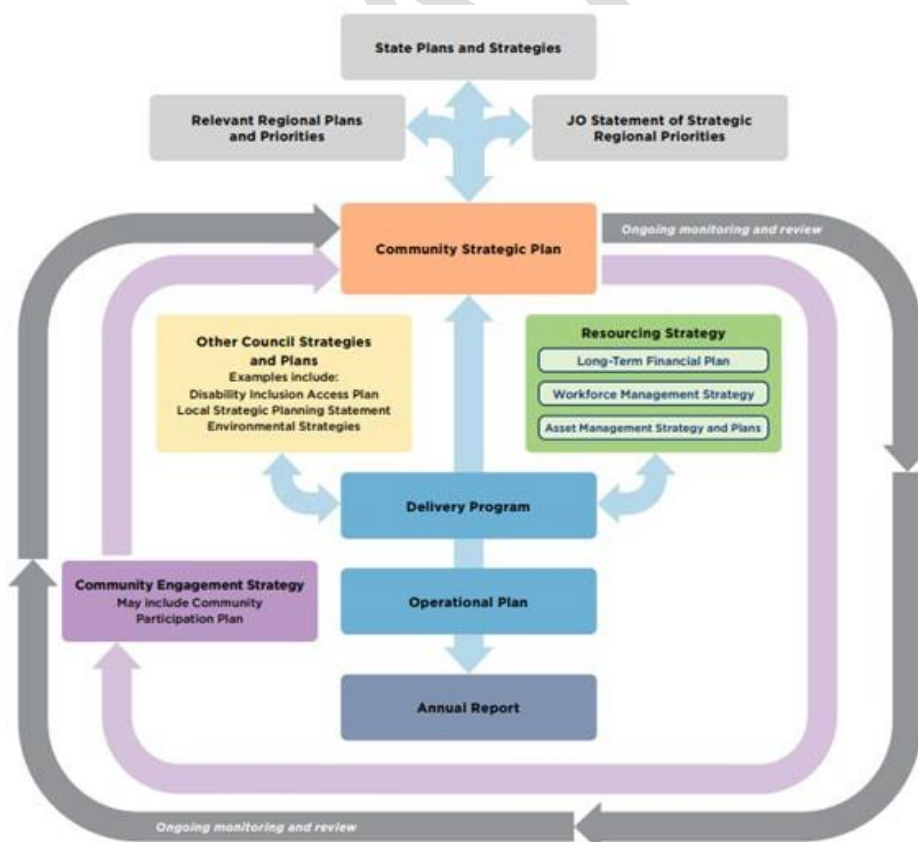 State Plans and Strategies
Relevant Regional Plans
and Priorities
JO Statement of Strategic
Regional Priorities
Community Strategic Plan
Ongoing monitoring and review
Other Council Strategies
and Plans
Examples include:
Disability Inclusion Access Plan
Local Strategic Planning Statement
Environmental Strategies
Resourcing Strategy
Long-Term Financial Plan
Workforce Management Strategy
Asset Management Strategy and Plans
Delivery Program
Community Engagement Strategy
May include Community
Participation Plan
Operational Plan
Annual Report
Ongoing monitoring and review